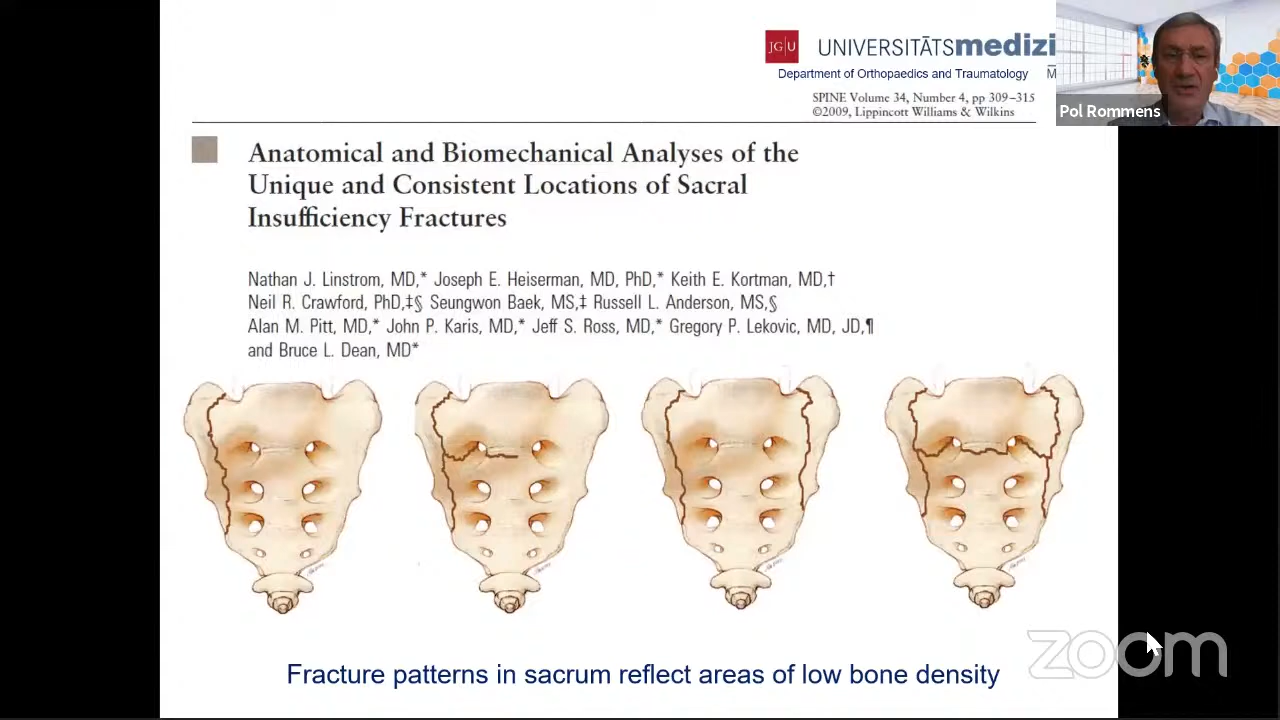 JG|U UNIVERSITÄTSmedizi
Department of Orthopaedics and Traumatology M
Pol Rommens
SPINE Volume 34, Number 4, pp 309–315
©2009, Lippincott Williams & Wilkins
Anatomical and Biomechanical Analyses of the
Unique and Consistent Locations of Sacral
Insufficiency Fractures
Nathan J. Linstrom, MD,* Joseph E. Heiserman, MD, PhD,* Keith E. Kortman, MD,†
Neil R. Crawford, PhD,‡§ Seungwon Baek, MS,‡ Russell L. Anderson, MS,§
Alan M. Pitt, MD,* John P. Karis, MD,* Jeff S. Ross, MD,* Gregory P. Lekovic, MD, JD,¶
and Bruce L. Dean, MD*
Fracture patterns in sacrum reflect areas of low bone density
zoom